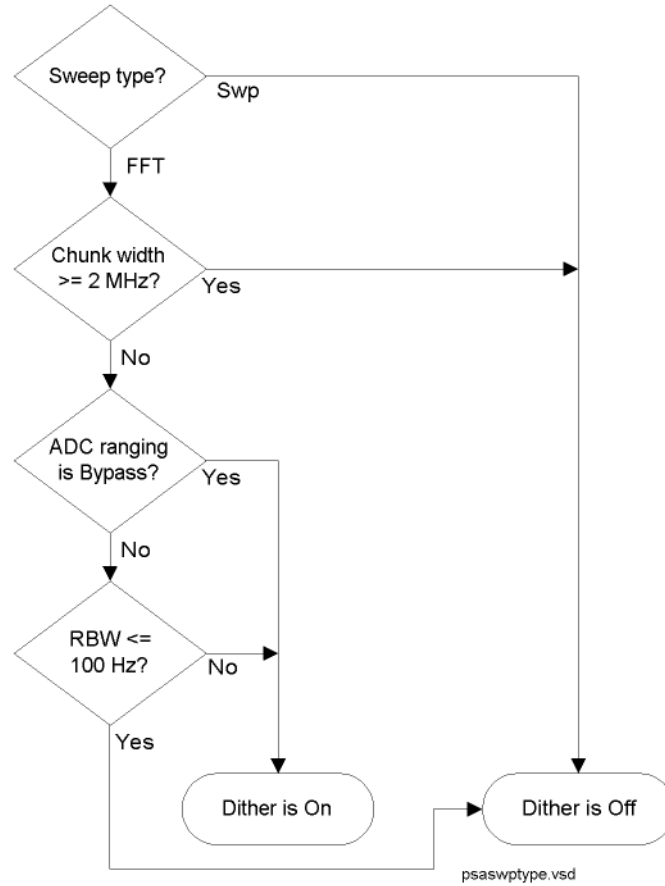 Sweep type?
Swp
FFT
Chunk width
>= 2 MHz?
Yes
No
ADC ranging
is Bypass?
Yes
No
RBW <=
100 Hz?
No
Yes
Dither is On
Dither is Off
psaswptype.vsd